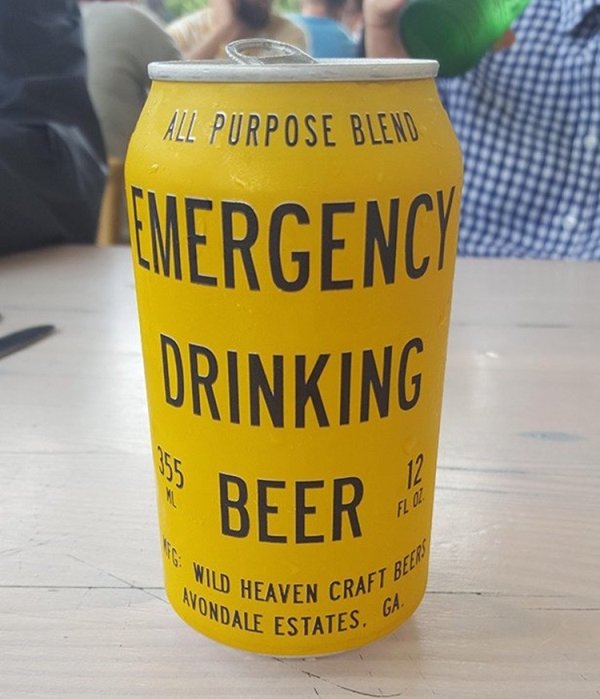 ALL PURPOSE BLEND
EMERGENCY
DRINKING
BEER
355
ML
12
FL OZ.
MFG: WILD HEAVEN CRAFT BEERS
AVONDALE ESTATES, GA.